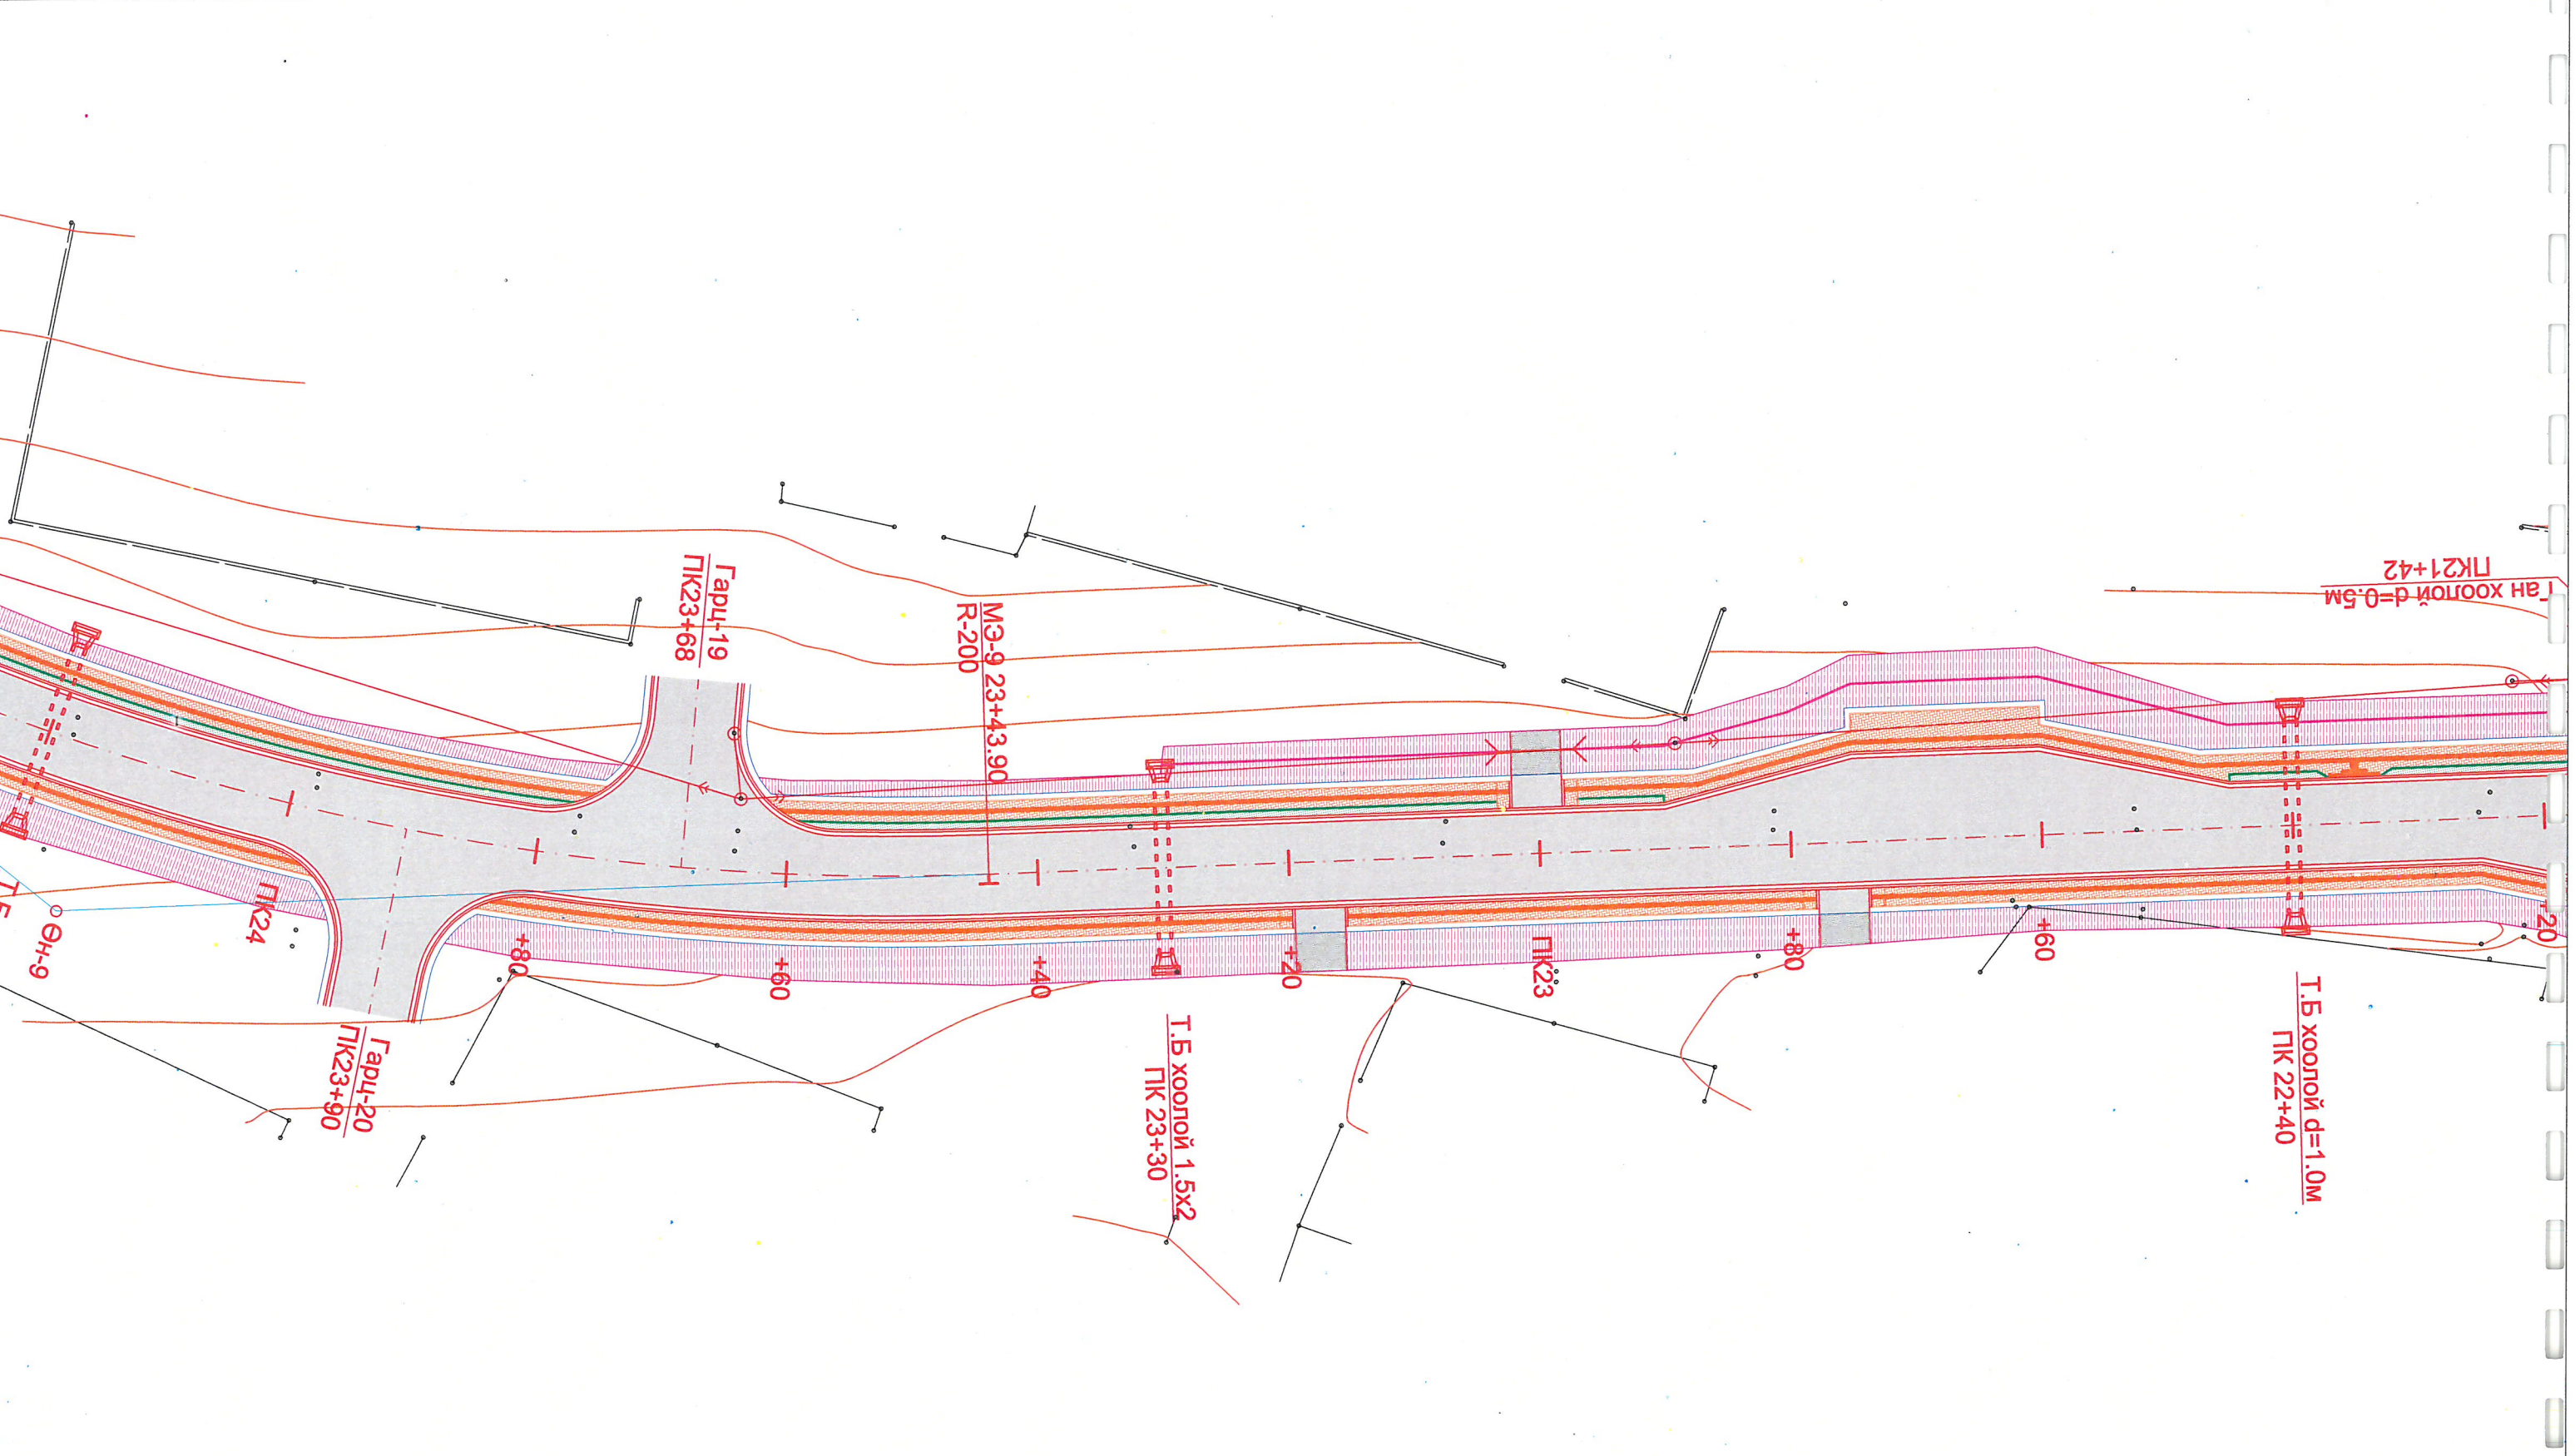 Гарц-19
ПК23+68
МЭ-9 23+43.90
R-200
Ган хоолой d=0.5м
ПК21+42
Өн-9
ПК24
+80
+60
+40
+20
ПК23
+80
+60
+20
Гарц-20
ПК23+90
Т.Б хоолой 1.5x2
ПК 23+30
Т.Б хоолой d=1.0м
ПК 22+40